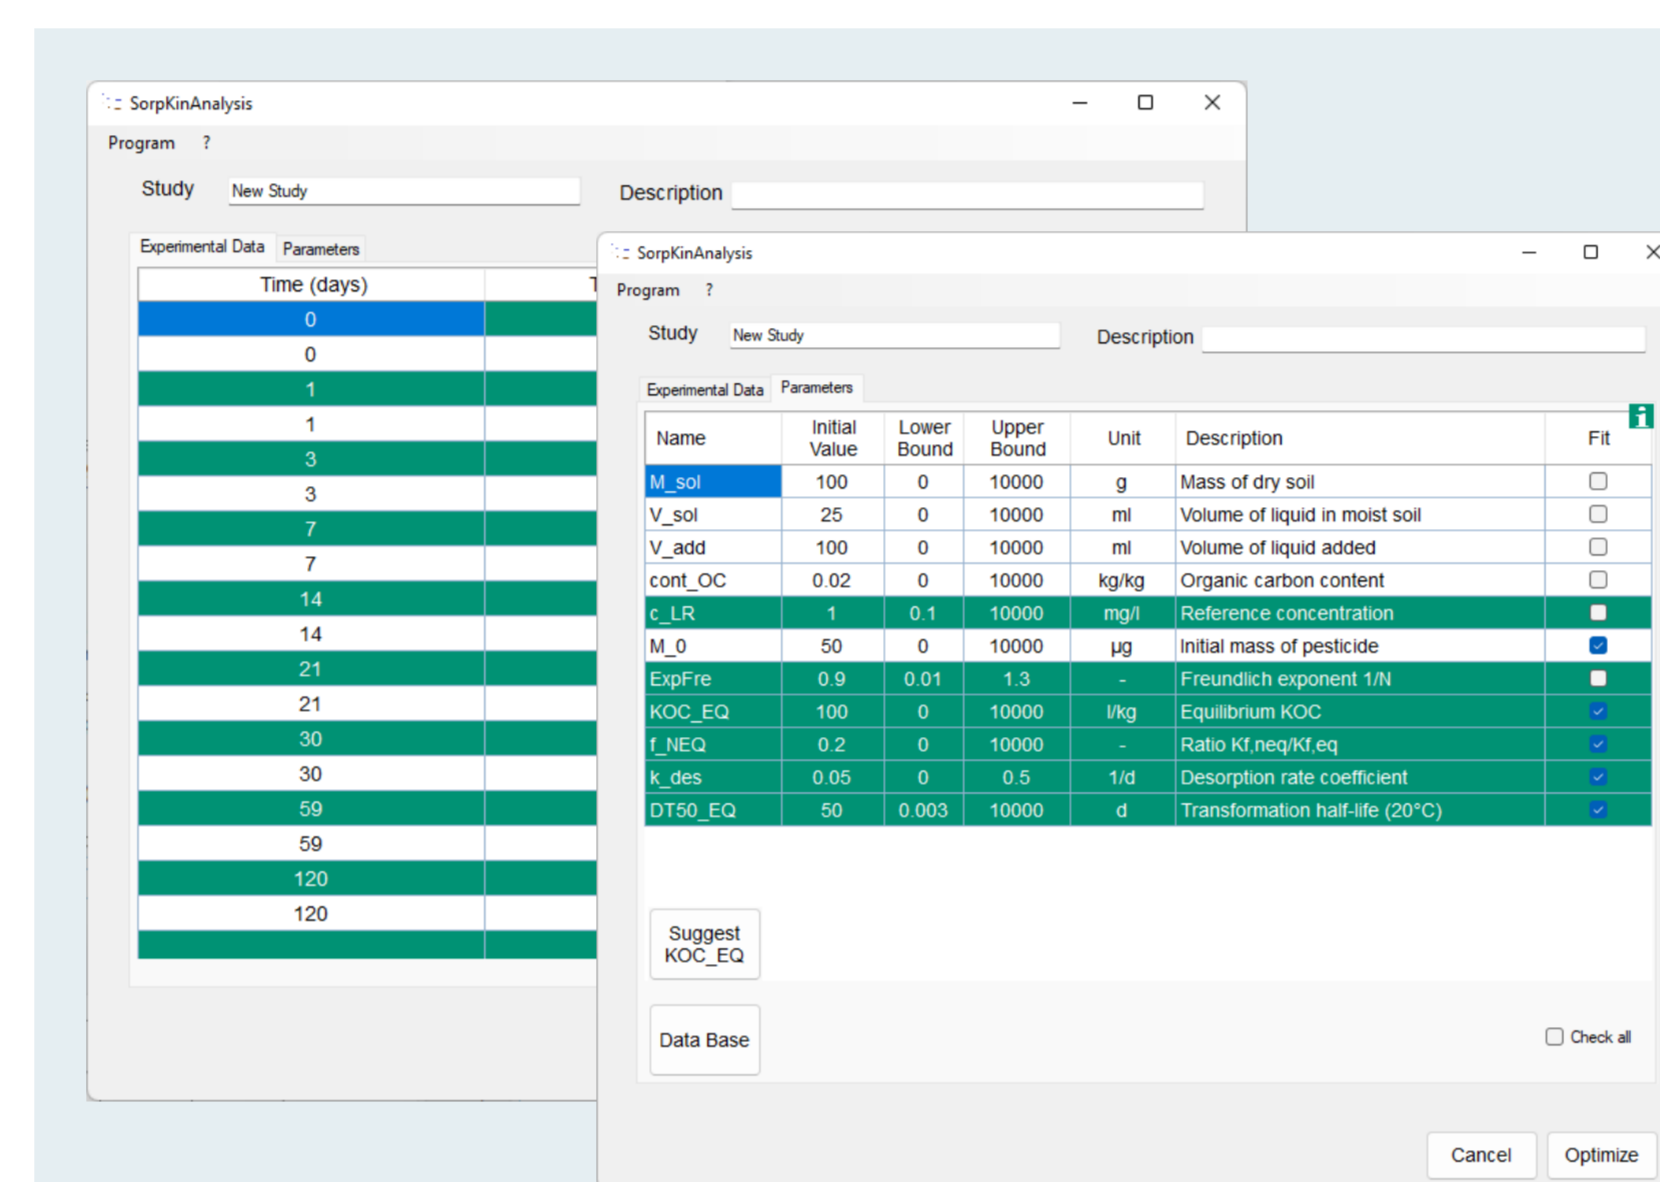 SorpKinAnalysis
Program ?
Study New Study Description
Experimental Data Parameters
Time (days)
0
0
1
1
3
3
7
7
14
14
21
21
30
30
59
59
120
120
SorpKinAnalysis
Program ?
Study New Study Description
Experimental Data Parameters
Name Initial Value Lower Bound Upper Bound Unit Description Fit
M_sol 100 0 10000 g Mass of dry soil
V_sol 25 0 10000 ml Volume of liquid in moist soil
V_add 100 0 10000 ml Volume of liquid added
cont_OC 0.02 0 10000 kg/kg Organic carbon content
c_LR 1 0.1 10000 mg/l Reference concentration
M_0 50 0 10000 µg Initial mass of pesticide
ExpFre 0.9 0.01 1.3 - Freundlich exponent 1/N
KOC_EQ 100 0 10000 l/kg Equilibrium KOC
f_NEQ 0.2 0 10000 - Ratio Kf,neq/Kf,eq
k_des 0.05 0 0.5 1/d Desorption rate coefficient
DT50_EQ 50 0.003 10000 d Transformation half-life (20°C)
Suggest
KOC_EQ
Data Base
Check all
Cancel Optimize